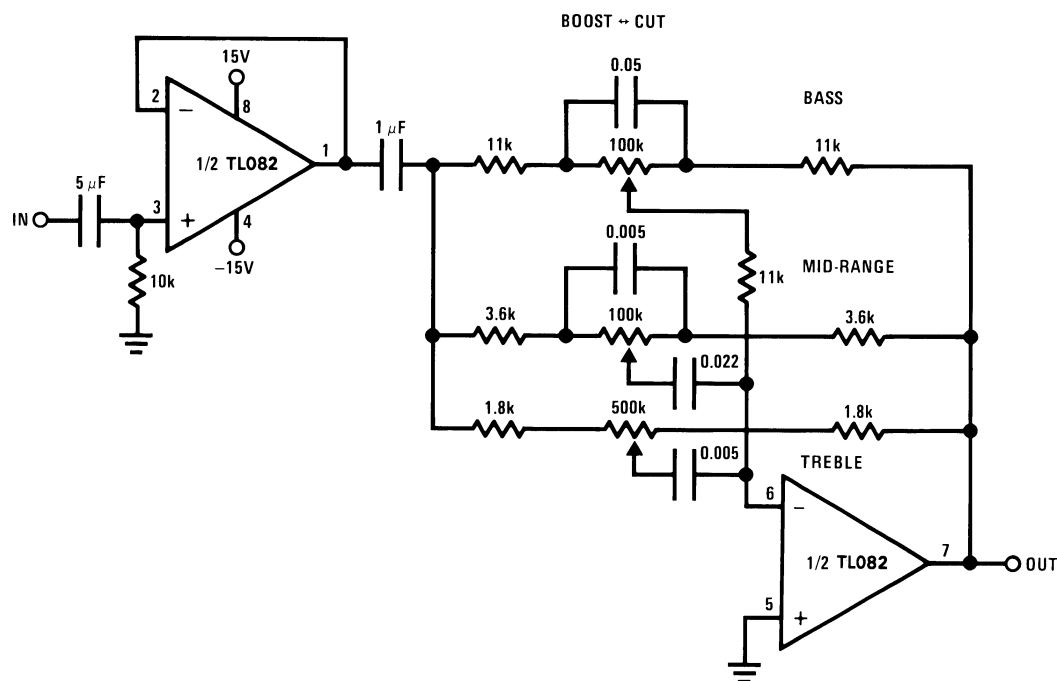 BOOST ↔ CUT
15V
0.05
BASS
2
−
8
1 μF
11k
100k
11k
1/2 TL082
1
5 μF
IN
3
+
4
−15V
10k
0.005
11k
MID-RANGE
3.6k
100k
3.6k
0.022
1.8k
500k
1.8k
0.005
TREBLE
6
−
1/2 TL082
7
OUT
5
+